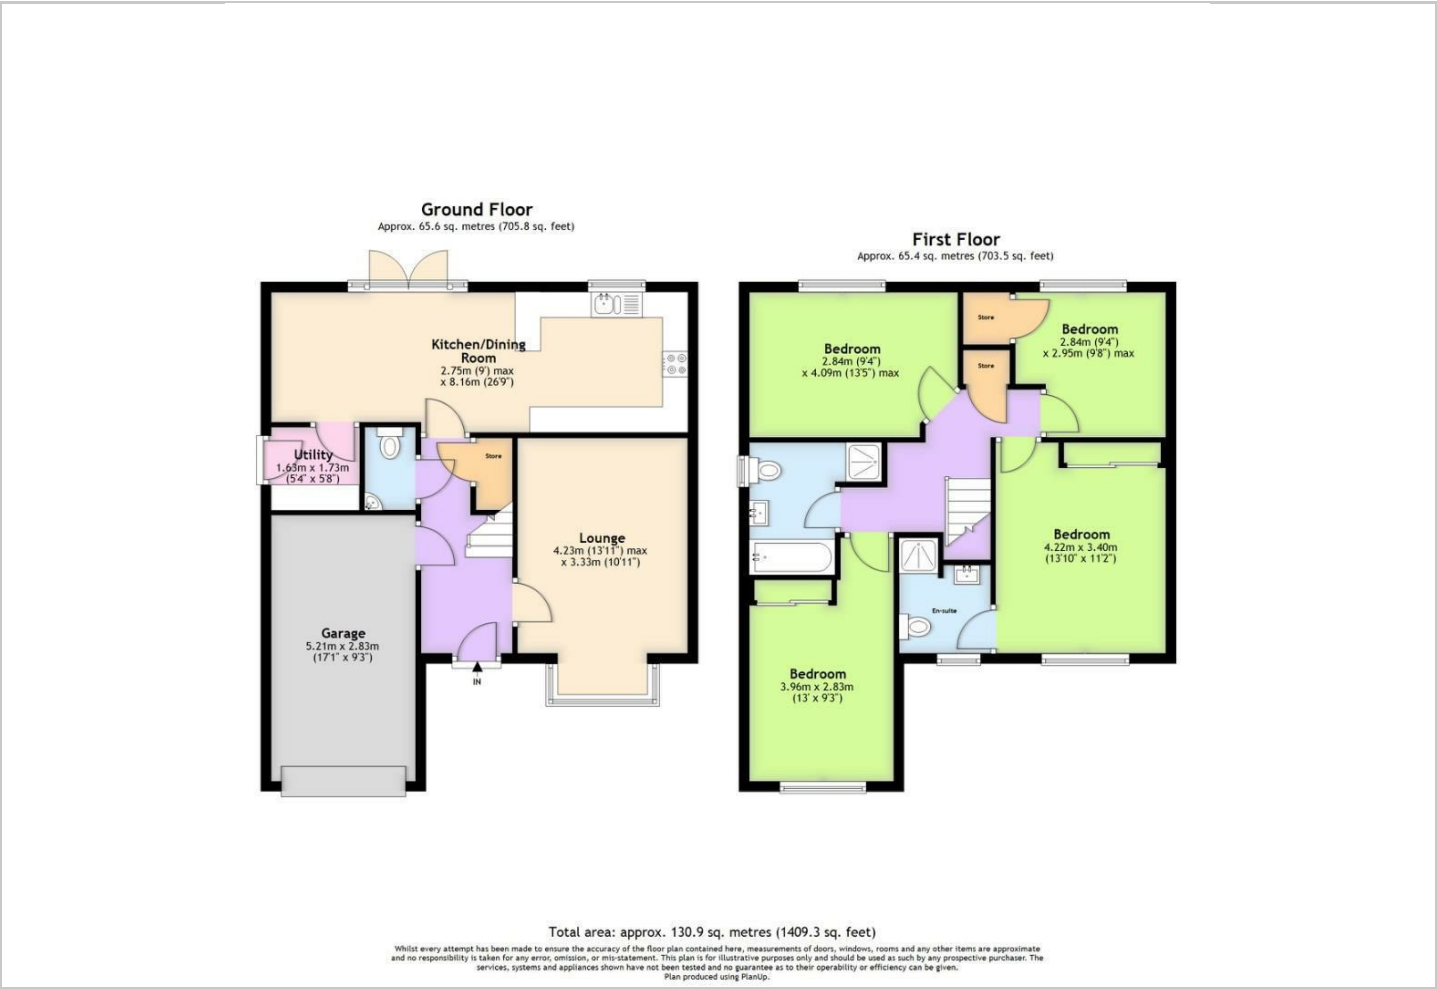 Ground Floor
Approx. 65.6 sq. metres (705.8 sq. feet)
Kitchen/Dining
Room
2.75m (9') max
x 8.16m (26'9")
Utility
1.63m x 1.73m
(5'4" x 5'8")
Store
Lounge
4.23m (13'11") max
x 3.33m (10'11")
Garage
5.21m x 2.83m
(17'1" x 9'3")
IN
First Floor
Approx. 65.4 sq. metres (703.5 sq. feet)
Bedroom
2.84m (9'4")
x 4.09m (13'5") max
Store
Store
Bedroom
2.84m (9'4")
x 2.95m (9'8") max
Bedroom
4.22m x 3.40m
(13'10" x 11'2")
En-suite
Bedroom
3.96m x 2.83m
(13' x 9'3")
Total area: approx. 130.9 sq. metres (1409.3 sq. feet)
Whilst every attempt has been made to ensure the accuracy of the floor plan contained here, measurements of doors, windows, rooms and any other items are approximate
and no responsibility is taken for any error, omission, or mis-statement. This plan is for illustrative purposes only and should be used as such by any prospective purchaser. The
services, systems and appliances shown have not been tested and no guarantee as to their operability or efficiency can be given.
Plan produced using PlanUp.